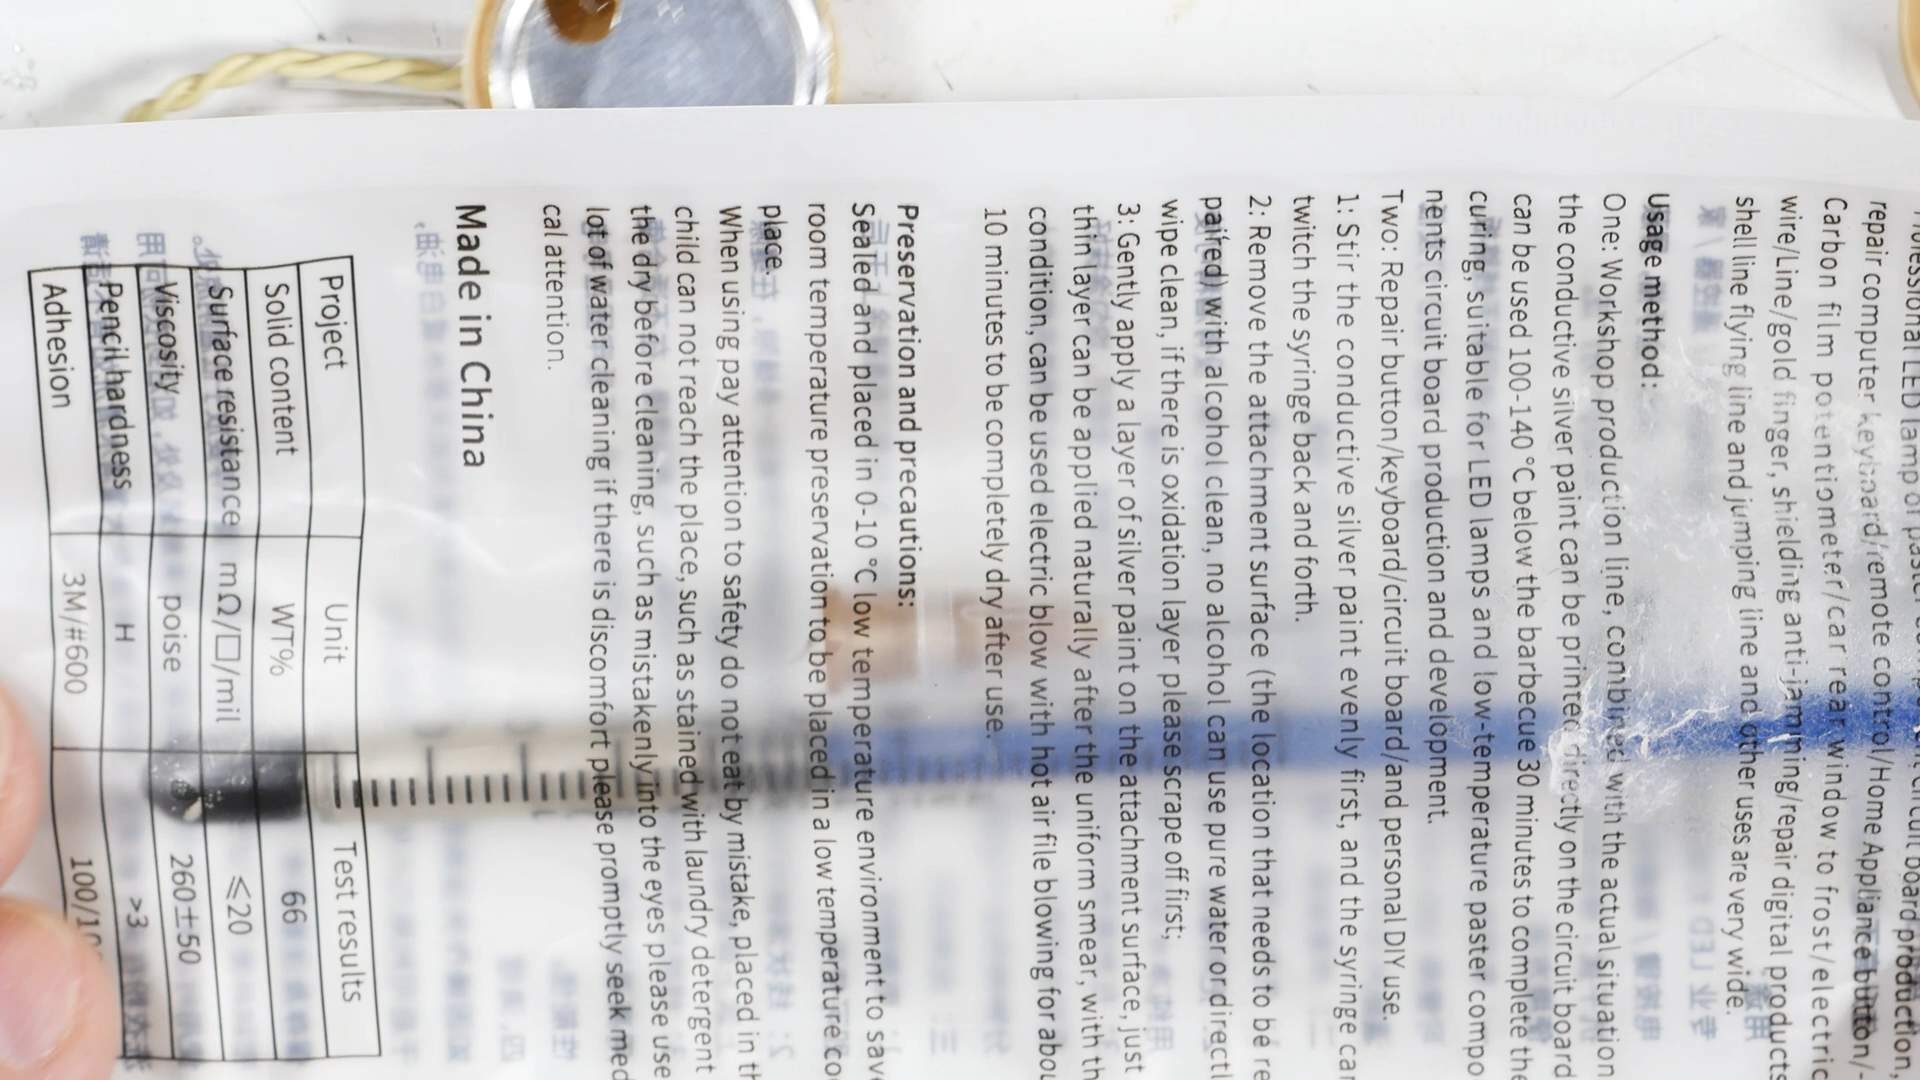 repair computer keyboard/remote control/Home Appliance button/-
Carbon film potentiometer/car rear window to frost/electric
wire/Line/gold finger, shielding anti-jamming/repair digital products
shell line flying line and jumping line and other uses are very wide.
Usage method:
One: Workshop production line, combined with the actual situation
the conductive silver paint can be printed directly on the circuit board
can be used 100-140 °C below the barbecue 30 minutes to complete the
curing, suitable for LED lamps and low-temperature paster compo
nents circuit board production and development.
Two: Repair button/keyboard/circuit board/and personal DIY use.
1: Stir the conductive silver paint evenly first, and the syringe can
twitch the syringe back and forth.
2: Remove the attachment surface (the location that needs to be re
paired) with alcohol clean, no alcohol can use pure water or directl
wipe clean, if there is oxidation layer please scrape off first;
3: Gently apply a layer of silver paint on the attachment surface, just
thin layer can be applied naturally after the uniform smear, with th
condition, can be used electric blow with hot air file blowing for abou
10 minutes to be completely dry after use.
Preservation and precautions:
Sealed and placed in 0-10 °C low temperature environment to save
room temperature preservation to be placed in a low temperature co
place.
When using pay attention to safety do not eat by mistake, placed in th
child can not reach the place, such as stained with laundry detergent
the dry before cleaning, such as mistakenly into the eyes please use
lot of water cleaning if there is discomfort please promptly seek med
cal attention.
Made in China
Project Unit Test results
Solid content WT% 66
Surface resistance mΩ/□/mil ≤20
Viscosity poise 260±50
Pencil hardness H >3
Adhesion 3M/#600 100/10